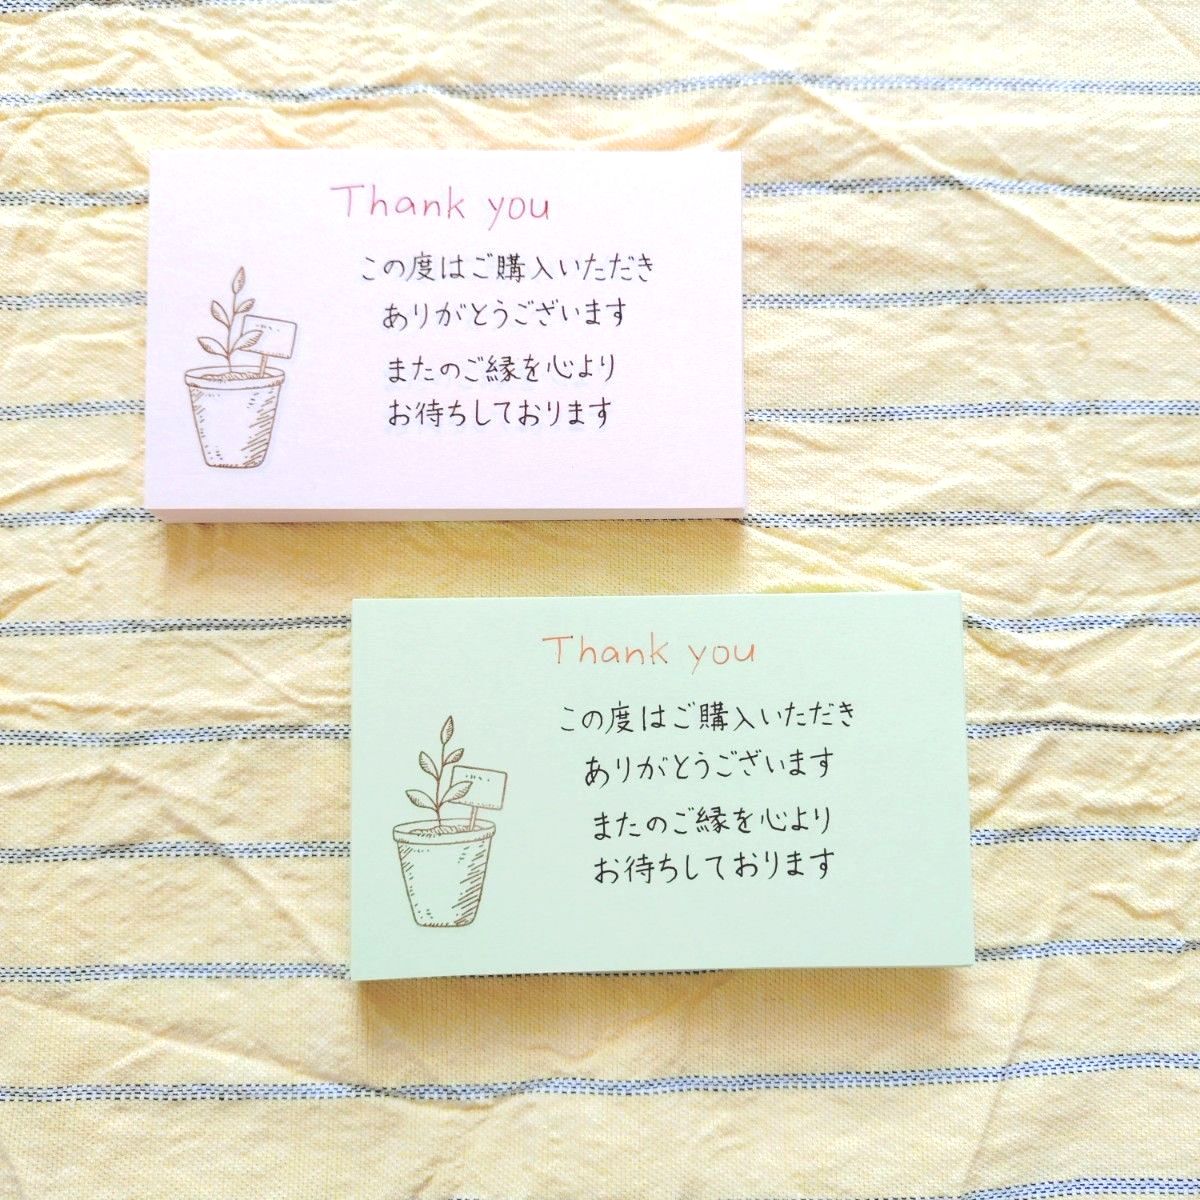 Thank you
この度はご購入いただき
ありがとうございます
またのご縁を心より
お待ちしております
Thank you
この度はご購入いただき
ありがとうございます
またのご縁を心より
お待ちしております